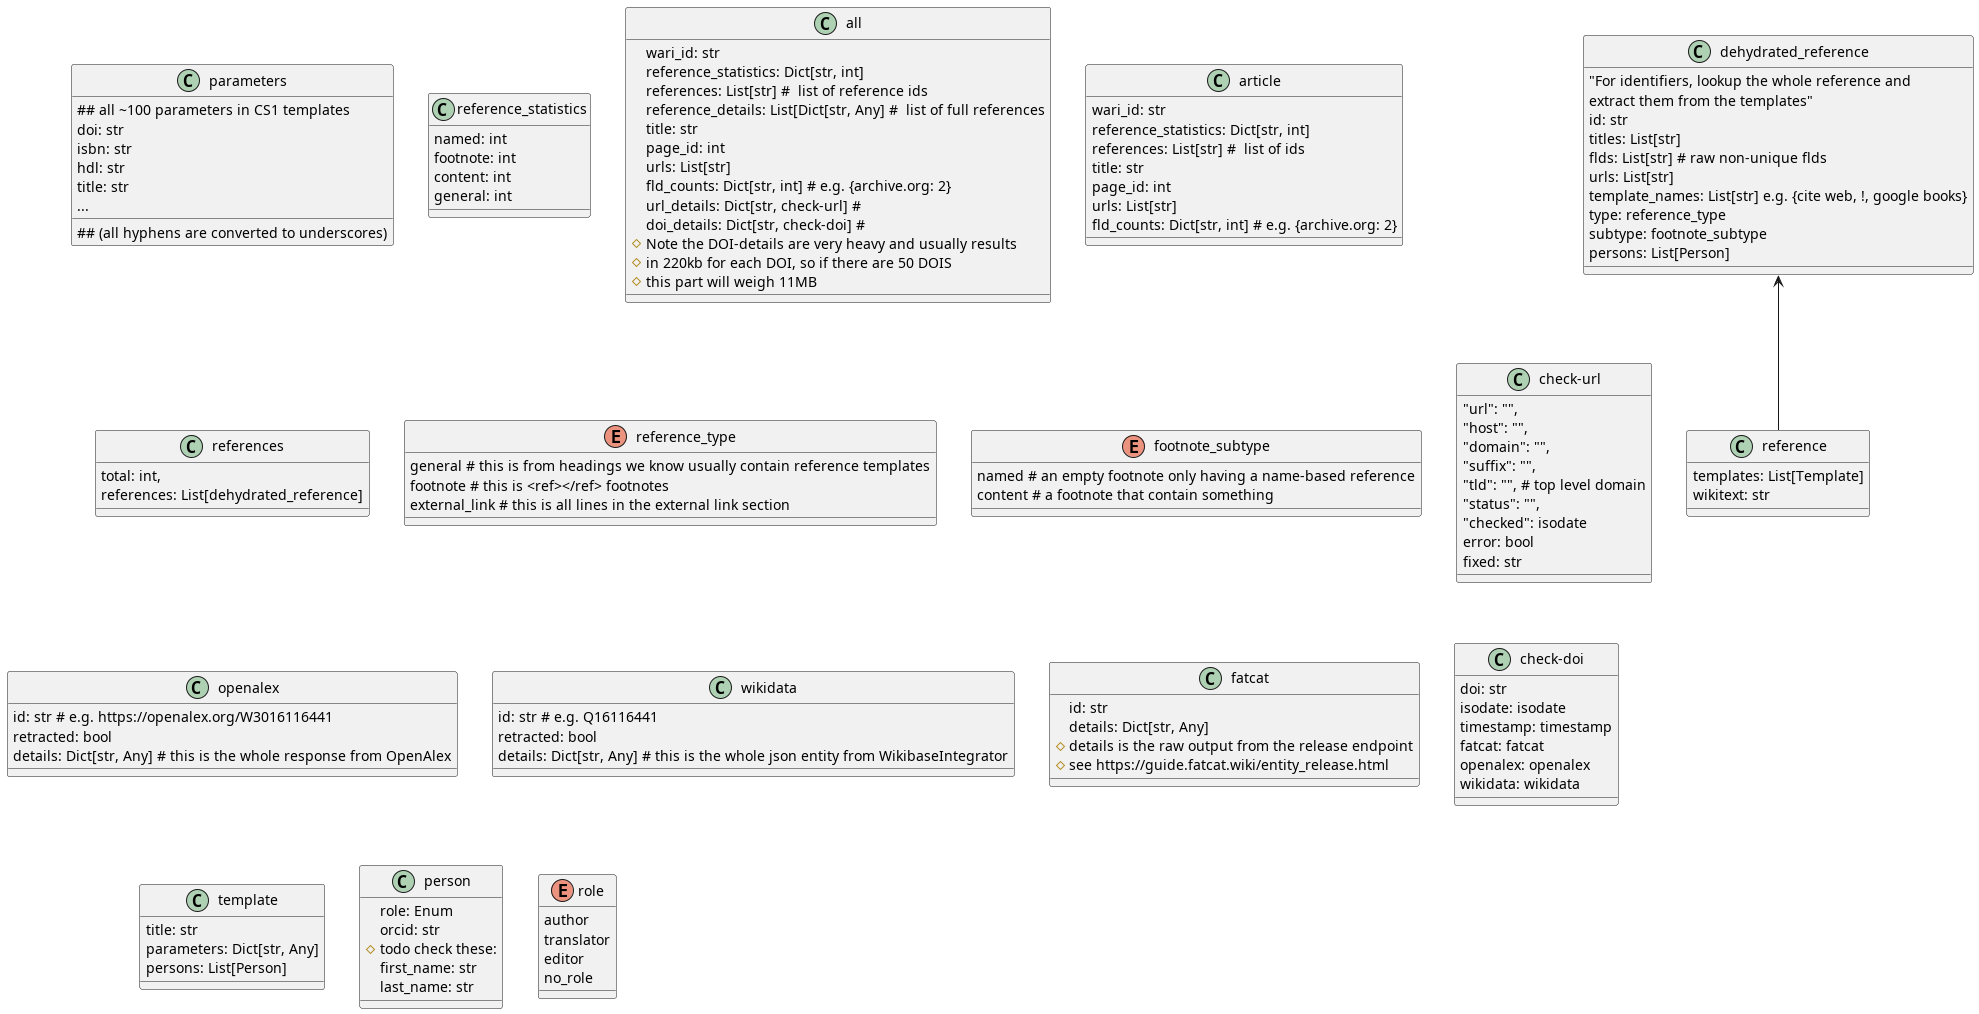 C parameters
## all ~100 parameters in CS1 templates
doi: str
isbn: str
hdl: str
title: str
...
## (all hyphens are converted to underscores)
C reference_statistics
named: int
footnote: int
content: int
general: int
C all
wari_id: str
reference_statistics: Dict[str, int]
references: List[str] #  list of reference ids
reference_details: List[Dict[str, Any] #  list of full references
title: str
page_id: int
urls: List[str]
fld_counts: Dict[str, int] # e.g. {archive.org: 2}
url_details: Dict[str, check-url] #
doi_details: Dict[str, check-doi] #
Note the DOI-details are very heavy and usually results
in 220kb for each DOI, so if there are 50 DOIS
this part will weigh 11MB
C article
wari_id: str
reference_statistics: Dict[str, int]
references: List[str] #  list of ids
title: str
page_id: int
urls: List[str]
fld_counts: Dict[str, int] # e.g. {archive.org: 2}
C dehydrated_reference
"For identifiers, lookup the whole reference and
extract them from the templates"
id: str
titles: List[str]
flds: List[str] # raw non-unique flds
urls: List[str]
template_names: List[str] e.g. {cite web, !, google books}
type: reference_type
subtype: footnote_subtype
persons: List[Person]
C references
total: int,
references: List[dehydrated_reference]
E reference_type
general # this is from headings we know usually contain reference templates
footnote # this is <ref></ref> footnotes
external_link # this is all lines in the external link section
E footnote_subtype
named # an empty footnote only having a name-based reference
content # a footnote that contain something
C check-url
"url": "",
"host": "",
"domain": "",
"suffix": "",
"tld": "", # top level domain
"status": "",
"checked": isodate
error: bool
fixed: str
C reference
templates: List[Template]
wikitext: str
C openalex
id: str # e.g. https://openalex.org/W3016116441
retracted: bool
details: Dict[str, Any] # this is the whole response from OpenAlex
C wikidata
id: str # e.g. Q16116441
retracted: bool
details: Dict[str, Any] # this is the whole json entity from WikibaseIntegrator
C fatcat
id: str
details: Dict[str, Any]
details is the raw output from the release endpoint
see https://guide.fatcat.wiki/entity_release.html
C check-doi
doi: str
isodate: isodate
timestamp: timestamp
fatcat: fatcat
openalex: openalex
wikidata: wikidata
C template
title: str
parameters: Dict[str, Any]
persons: List[Person]
C person
role: Enum
orcid: str
todo check these:
first_name: str
last_name: str
E role
author
translator
editor
no_role